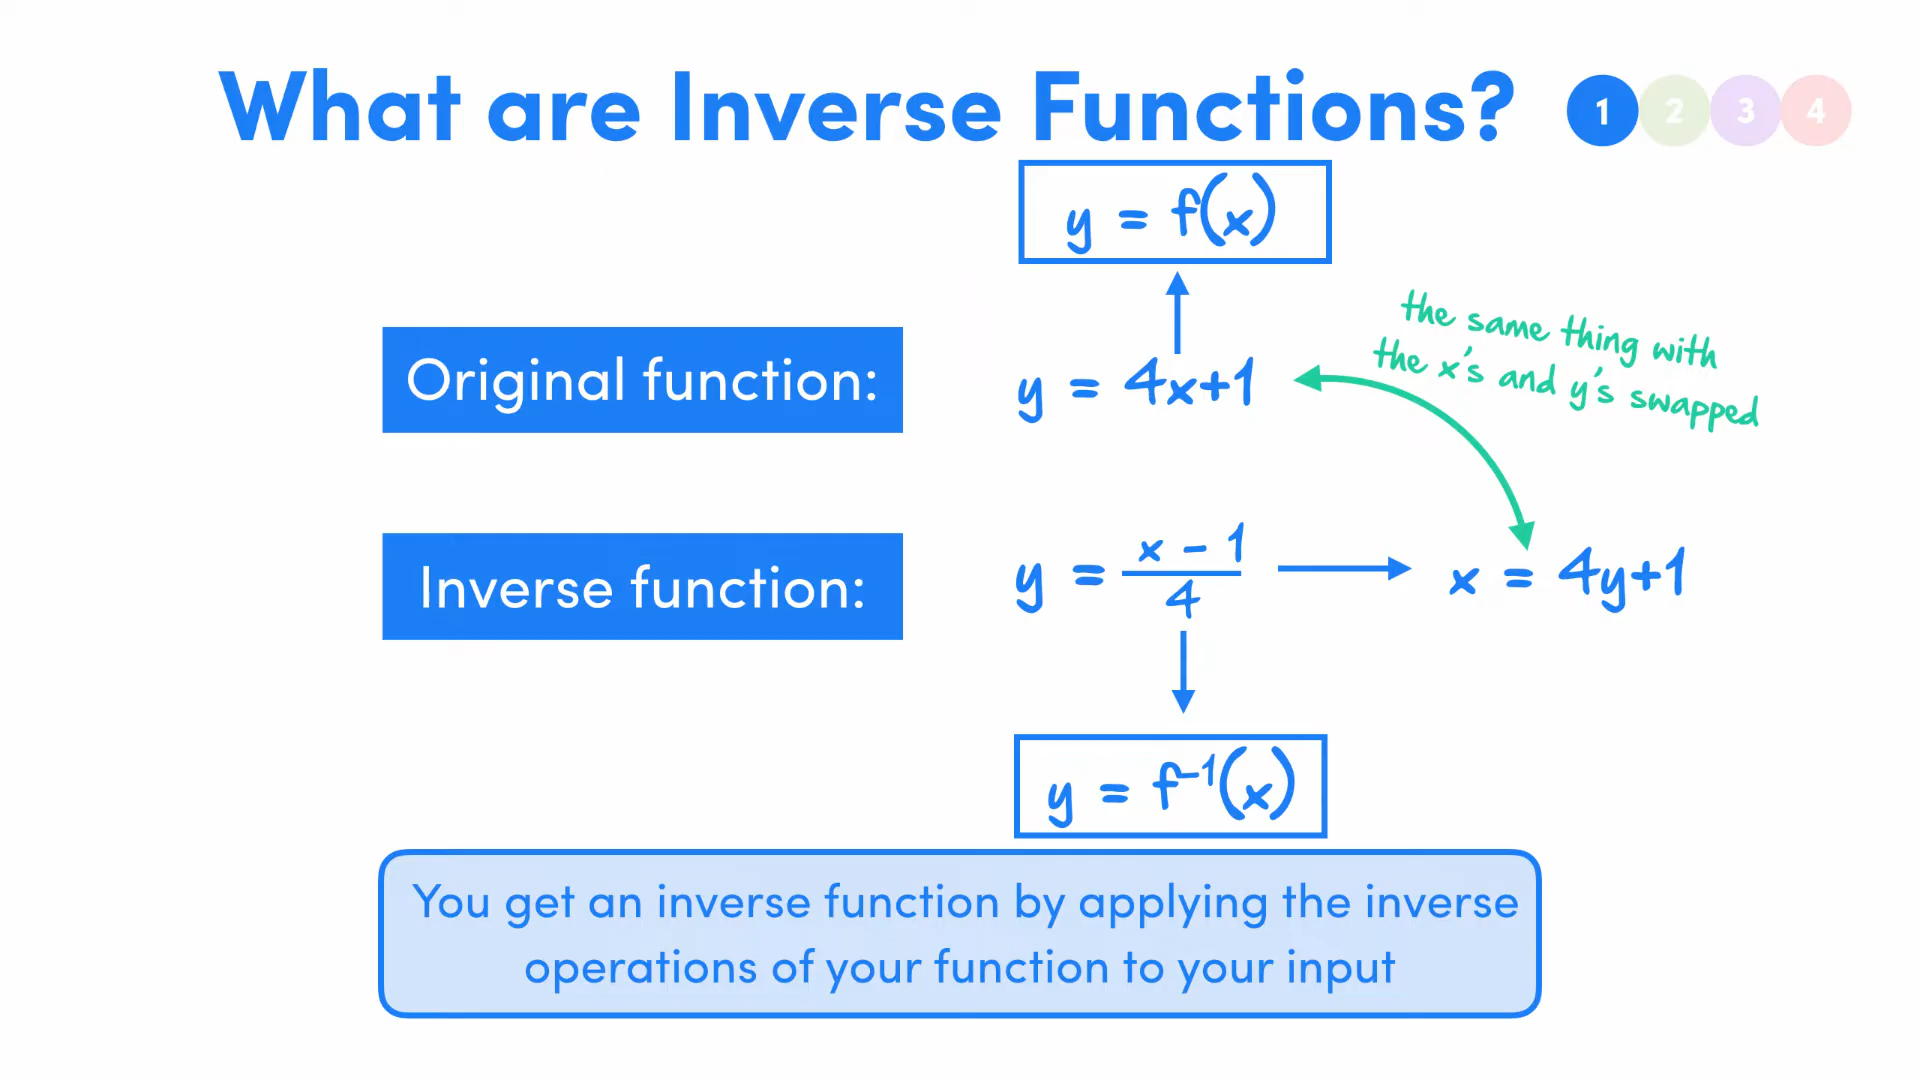 What are Inverse Functions?
1 2 3 4
y = f(x)
the same thing with
the x's and y's swapped
Original function:
y = 4x+1
Inverse function:
y = x - 1 / 4
x = 4y+1
y = f⁻¹(x)
You get an inverse function by applying the inverse
operations of your function to your input